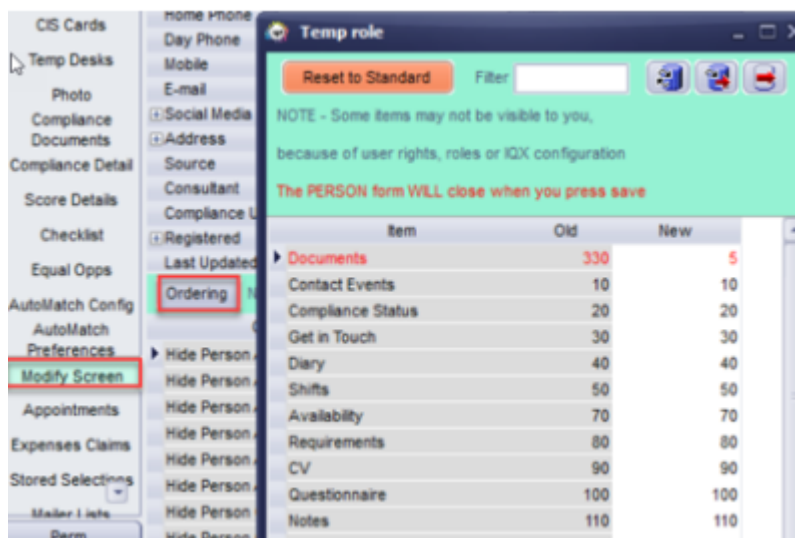 CIS Cards
Temp Desks
Photo
Compliance
Documents
Compliance Detail
Score Details
Checklist
Equal Opps
AutoMatch Config
AutoMatch
Preferences
Modify Screen
Appointments
Expenses Claims
Stored Selections
Mailer Lists
Perm
Home Phone
Day Phone
Mobile
E-mail
Social Media
Address
Source
Consultant
Compliance
Registered
Last Updated
Ordering
Hide Person
Hide Person
Hide Person
Hide Person
Hide Person
Hide Person
Hide Person
Hide Person
Temp role
Reset to Standard Filter
NOTE - Some items may not be visible to you,
because of user rights, roles or IQX configuration
The PERSON form WILL close when you press save
Item Old New
Documents 330 5
Contact Events 10 10
Compliance Status 20 20
Get in Touch 30 30
Diary 40 40
Shifts 50 50
Availability 70 70
Requirements 80 80
CV 90 90
Questionnaire 100 100
Notes 110 110